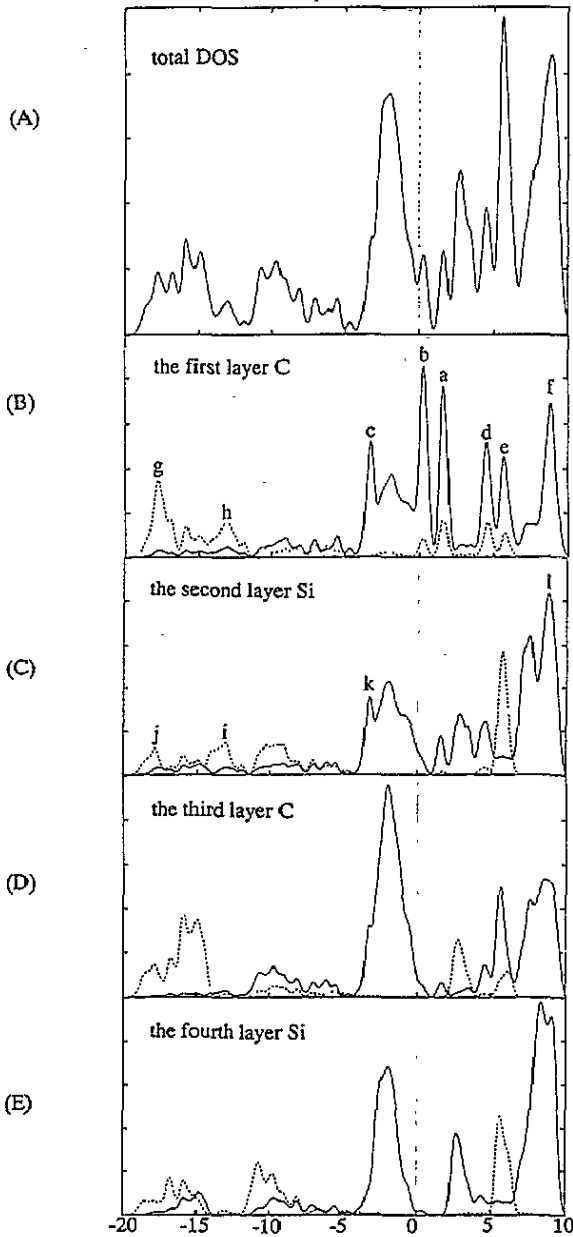 (A)
total DOS
(B)
the first layer C
g
h
c
b
a
d
e
f
(C)
the second layer Si
j
i
k
l
(D)
the third layer C
(E)
the fourth layer Si
-20 -15 -10 -5 0 5 10